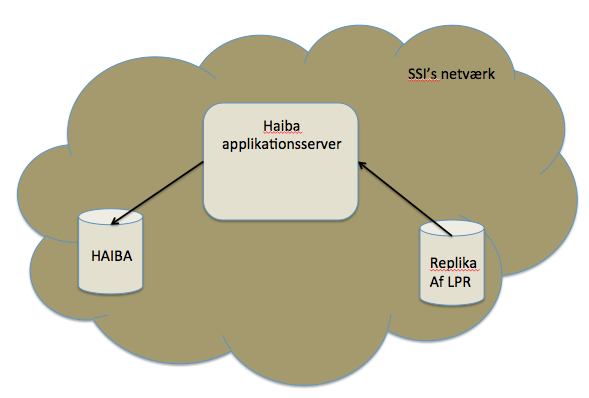 SSI's netværk
Haiba
applikationsserver
HAIBA
Replika
Af LPR